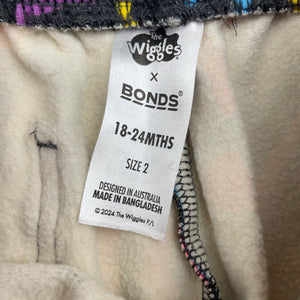 The
Wiggles
x
BONDS®
18-24MTHS
SIZE 2
DESIGNED IN AUSTRALIA
MADE IN BANGLADESH
© 2024 The Wiggles P/L